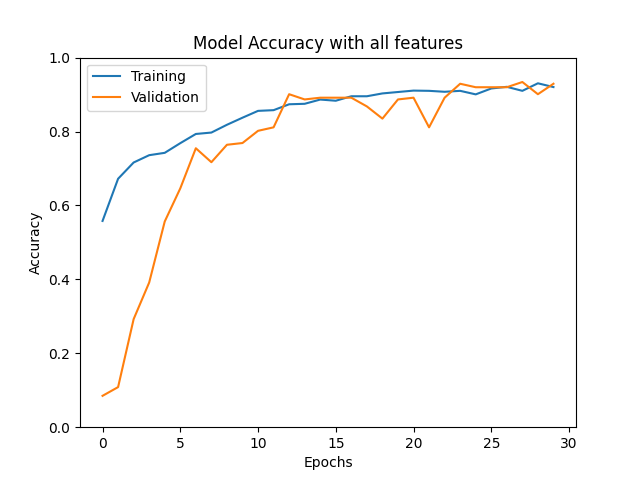 Model Accuracy with all features
Training
Validation
1.0
0.8
0.6
0.4
0.2
0.0
Accuracy
0 5 10 15 20 25 30
Epochs